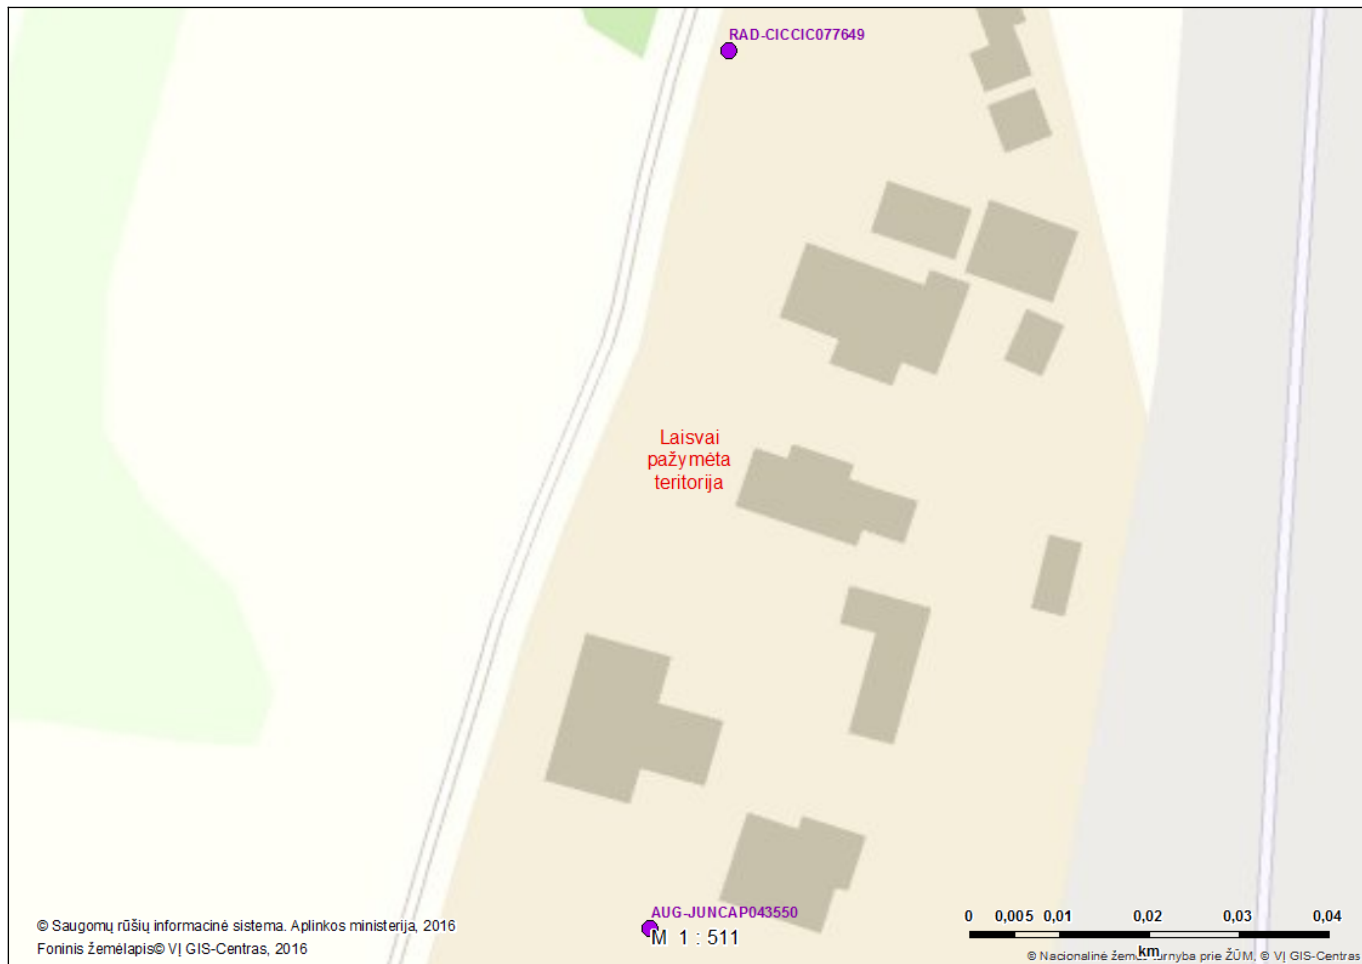 RAD-CICCIC077649
Laisvai
pažymėta
teritorija
AUG-JUNCAP043550
M 1 : 511
0 0,005 0,01 0,02 0,03 0,04
km
© Saugomų rūšių informacinė sistema. Aplinkos ministerija, 2016
Foninis žemėlapis© VĮ GIS-Centras, 2016
© Nacionalinė prie ŽŪM, © VĮ GIS-Centras